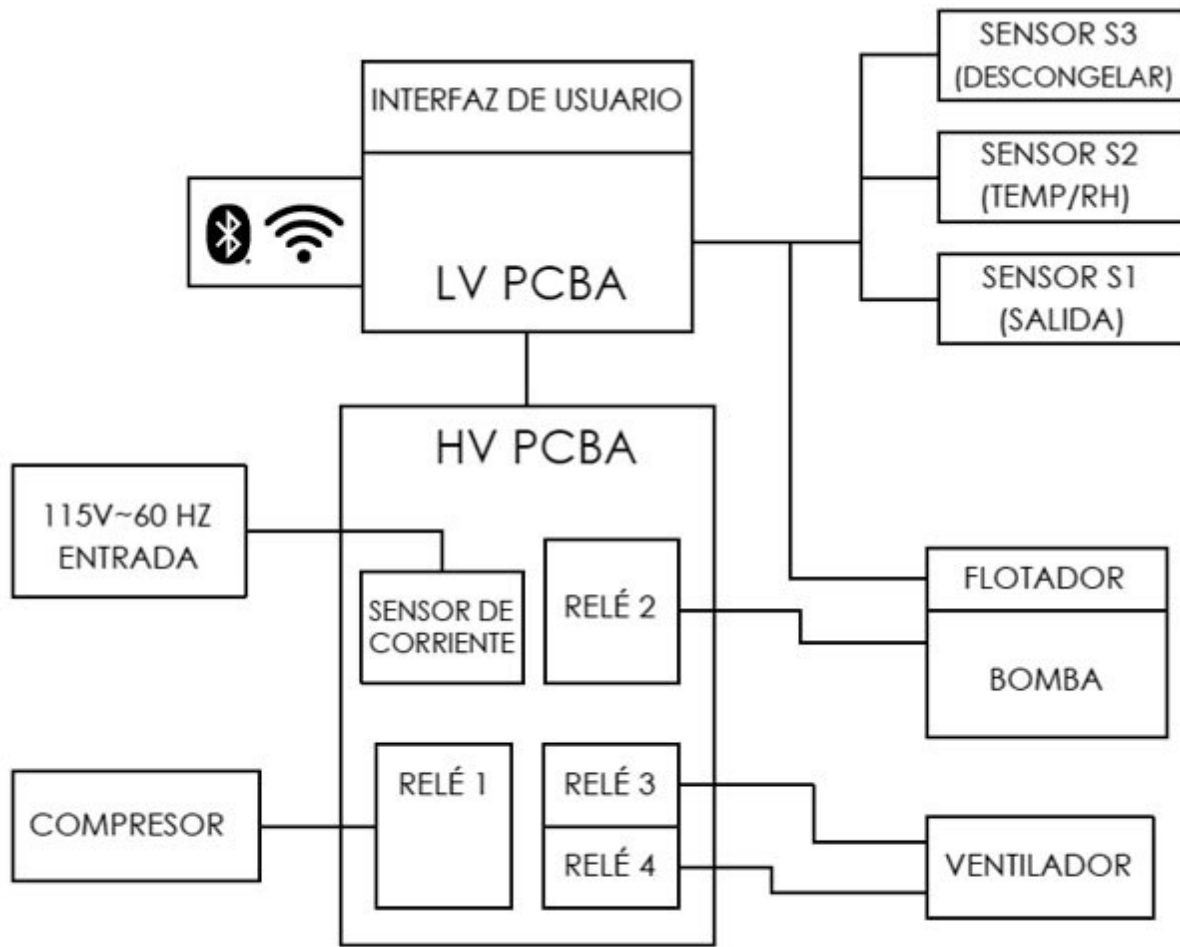 SENSOR S3
(DESCONGELAR)
INTERFAZ DE USUARIO
SENSOR S2
(TEMP/RH)
LV PCBA
SENSOR S1
(SALIDA)
HV PCBA
115V~60 HZ
ENTRADA
SENSOR DE
CORRIENTE
RELÉ 2
FLOTADOR
BOMBA
COMPRESOR
RELÉ 1
RELÉ 3
RELÉ 4
VENTILADOR